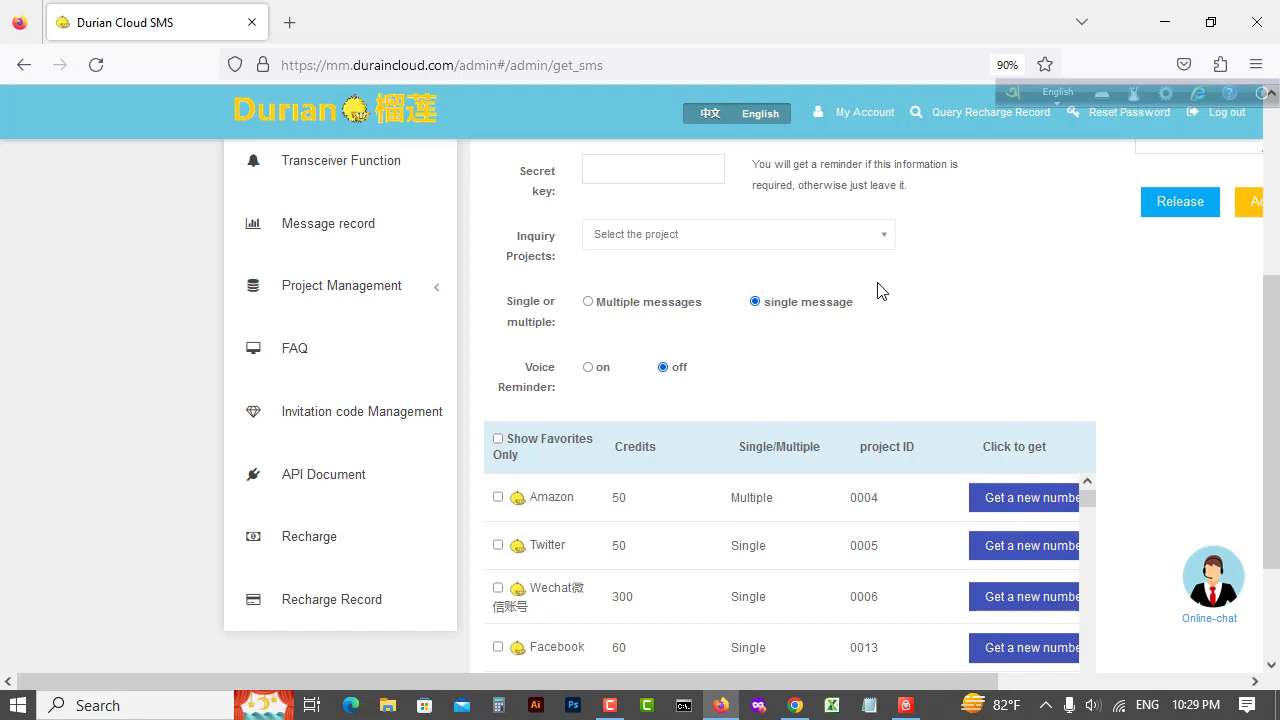 Durian Cloud SMS
https://mm.duraincloud.com/admin#/admin/get_sms
90%
English
Durian 榴莲
中文 English
My Account
Query Recharge Record
Reset Password
Log out
Transceiver Function
Message record
Project Management
FAQ
Invitation code Management
API Document
Recharge
Recharge Record
Secret key:
You will get a reminder if this information is
required, otherwise just leave it.
Release
Inquiry
Projects:
Select the project
Single or
multiple:
Multiple messages
single message
Voice
Reminder:
on
off
Show Favorites
Only
Credits
Single/Multiple
project ID
Click to get
Amazon 50 Multiple 0004 Get a new numbe
Twitter 50 Single 0005 Get a new numbe
Wechat微
信账号 300 Single 0006 Get a new numbe
Facebook 60 Single 0013 Get a new numbe
Online-chat
Search
Ai
Ps
82°F
ENG
10:29 PM